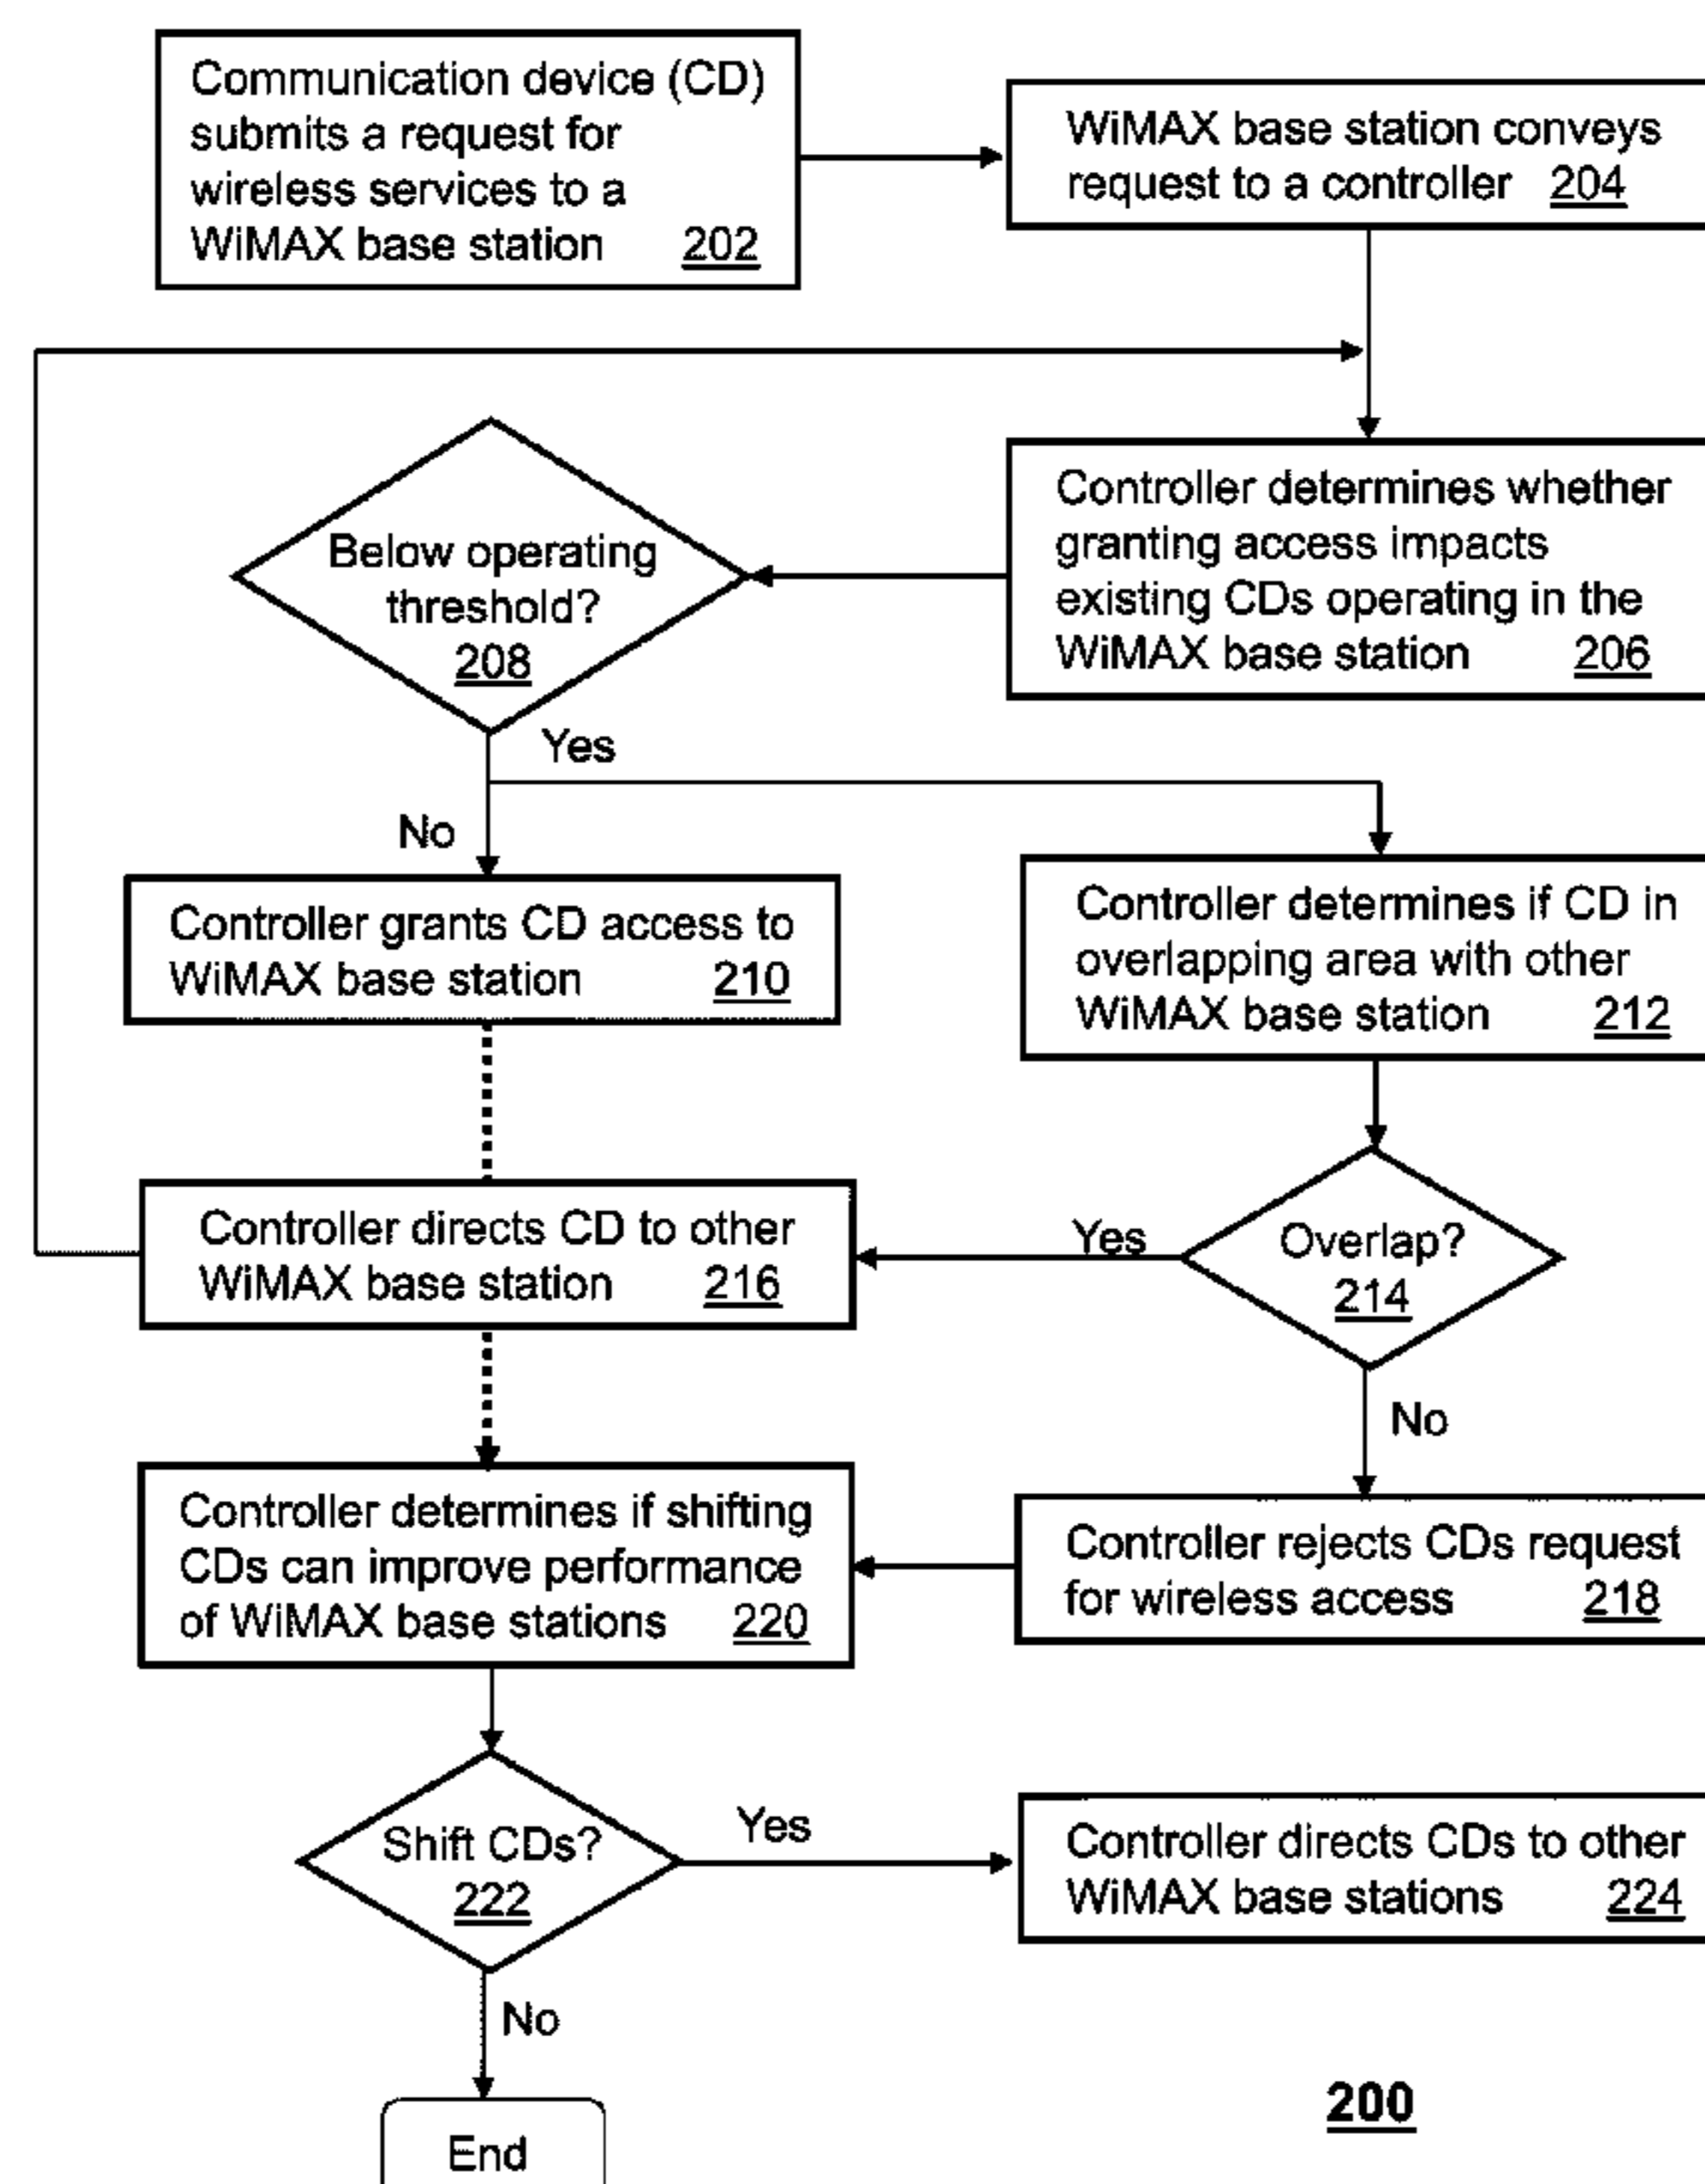 Communication device (CD)
submits a request for
wireless services to a
WiMAX base station 202
WiMAX base station conveys
request to a controller 204
Controller determines whether
granting access impacts
existing CDs operating in the
WiMAX base station 206
Below operating
threshold?
208
Yes
No
Controller grants CD access to
WiMAX base station 210
Controller determines if CD in
overlapping area with other
WiMAX base station 212
Controller directs CD to other
WiMAX base station 216
Yes
Overlap?
214
No
Controller determines if shifting
CDs can improve performance
of WiMAX base stations 220
Controller rejects CDs request
for wireless access 218
Shift CDs?
222
Yes
Controller directs CDs to other
WiMAX base stations 224
No
200
End